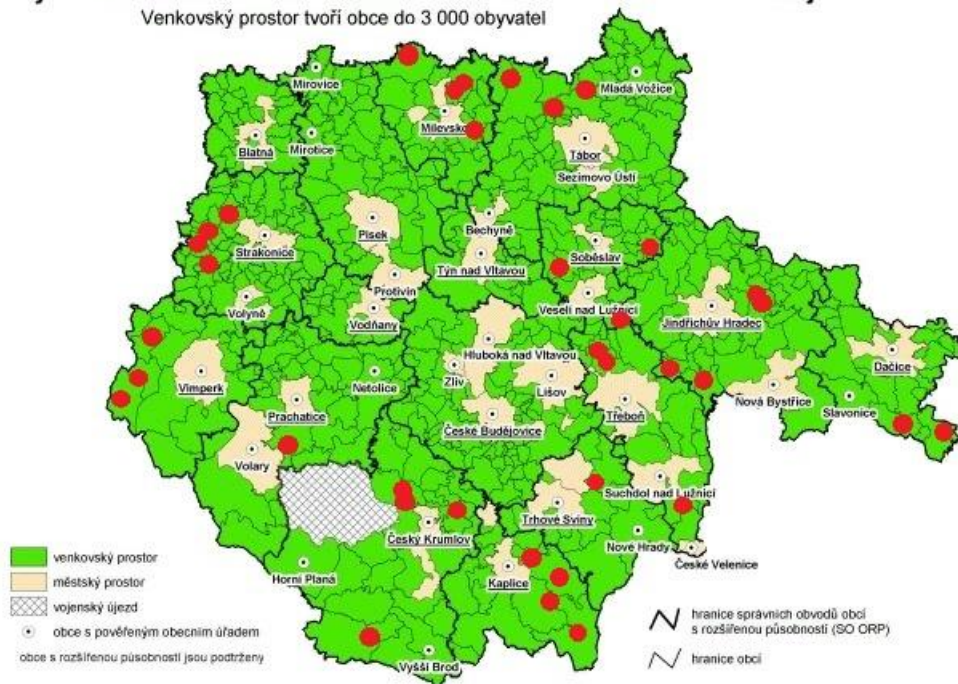 Venkovský prostor tvoří obce do 3 000 obyvatel
Mirovice
Mladá Vožice
Milevsko
Blatná
Mirotice
Tábor
Sezimovo Ústí
Písek
Bechyně
Strakonice
Soběslav
Týn nad Vltavou
Protivín
Volyně
Vodňany
Veselí nad Lužnicí
Jindřichův Hradec
Hluboká nad Vltavou
Dačice
Vimperk
Netolice
Zliv
Lišov
Nová Bystřice
Slavonice
Prachatice
České Budějovice
Třeboň
Volary
Suchdol nad Lužnicí
Trhové Sviny
Český Krumlov
Nové Hrady
České Velenice
Horní Planá
Kaplice
Vyšší Brod
venkovský prostor
městský prostor
vojenský újezd
obce s pověřeným obecním úřadem
obce s rozšířenou působností jsou podtrženy
hranice správních obvodů obcí
s rozšířenou působností (SO ORP)
hranice obcí